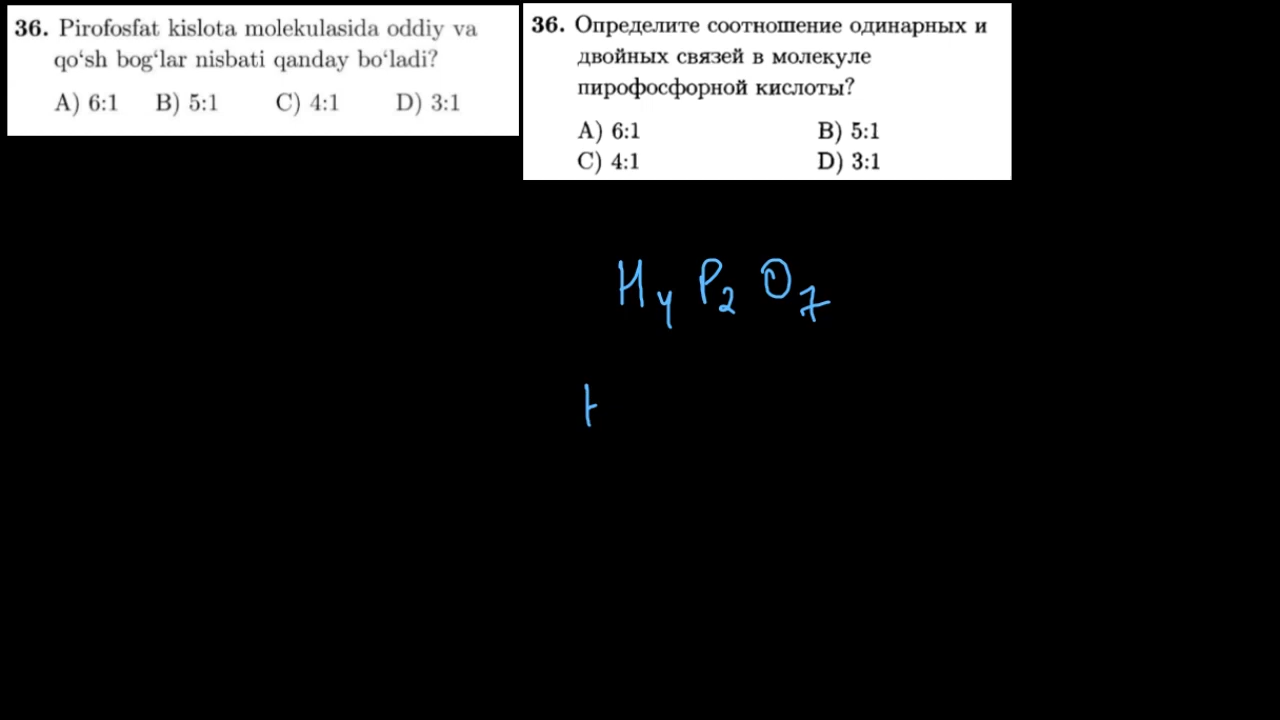 36. Pirofosfat kislota molekulasida oddiy va
qo‘sh bog‘lar nisbati qanday bo‘ladi?
A) 6:1 B) 5:1 C) 4:1 D) 3:1
36. Определите соотношение одинарных и
двойных связей в молекуле
пирофосфорной кислоты?
A) 6:1 B) 5:1
C) 4:1 D) 3:1
H4 P2 O7